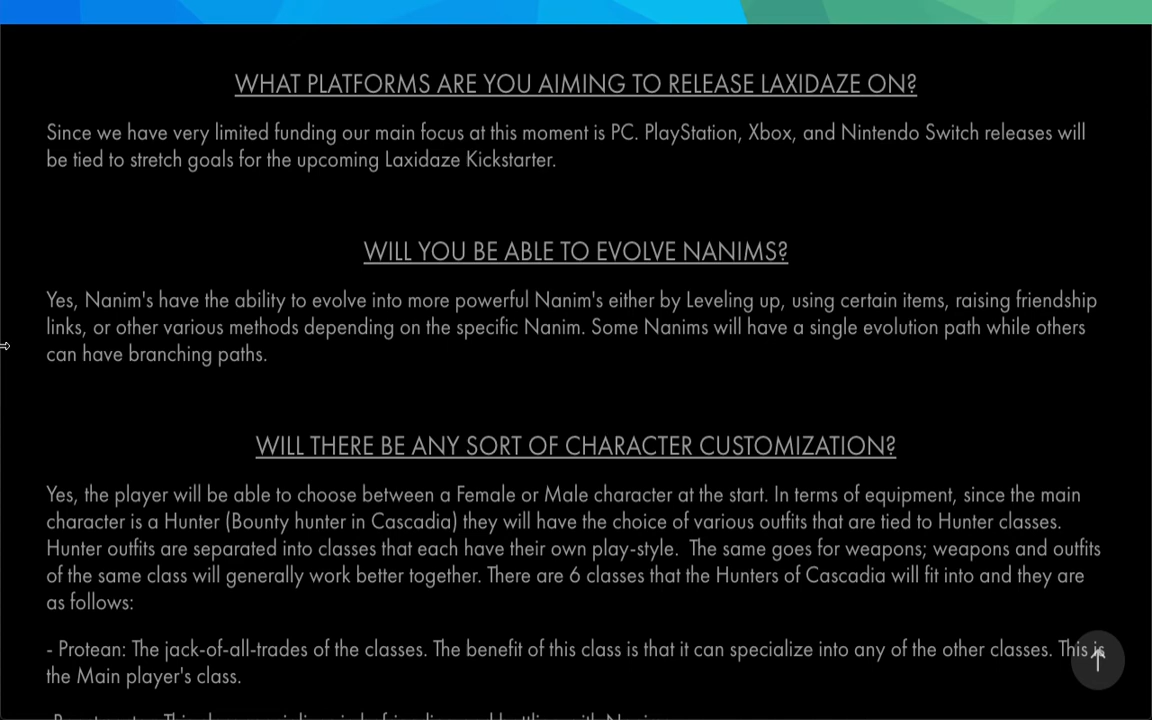 WHAT PLATFORMS ARE YOU AIMING TO RELEASE LAXIDAZE ON?
Since we have very limited funding our main focus at this moment is PC. PlayStation, Xbox, and Nintendo Switch releases will
be tied to stretch goals for the upcoming Laxidaze Kickstarter.
WILL YOU BE ABLE TO EVOLVE NANIMS?
Yes, Nanim's have the ability to evolve into more powerful Nanim's either by Leveling up, using certain items, raising friendship
links, or other various methods depending on the specific Nanim. Some Nanims will have a single evolution path while others
can have branching paths.
WILL THERE BE ANY SORT OF CHARACTER CUSTOMIZATION?
Yes, the player will be able to choose between a Female or Male character at the start. In terms of equipment, since the main
character is a Hunter (Bounty hunter in Cascadia) they will have the choice of various outfits that are tied to Hunter classes.
Hunter outfits are separated into classes that each have their own play-style.  The same goes for weapons; weapons and outfits
of the same class will generally work better together. There are 6 classes that the Hunters of Cascadia will fit into and they are
as follows:
- Protean: The jack-of-all-trades of the classes. The benefit of this class is that it can specialize into any of the other classes. This is
the Main player's class.